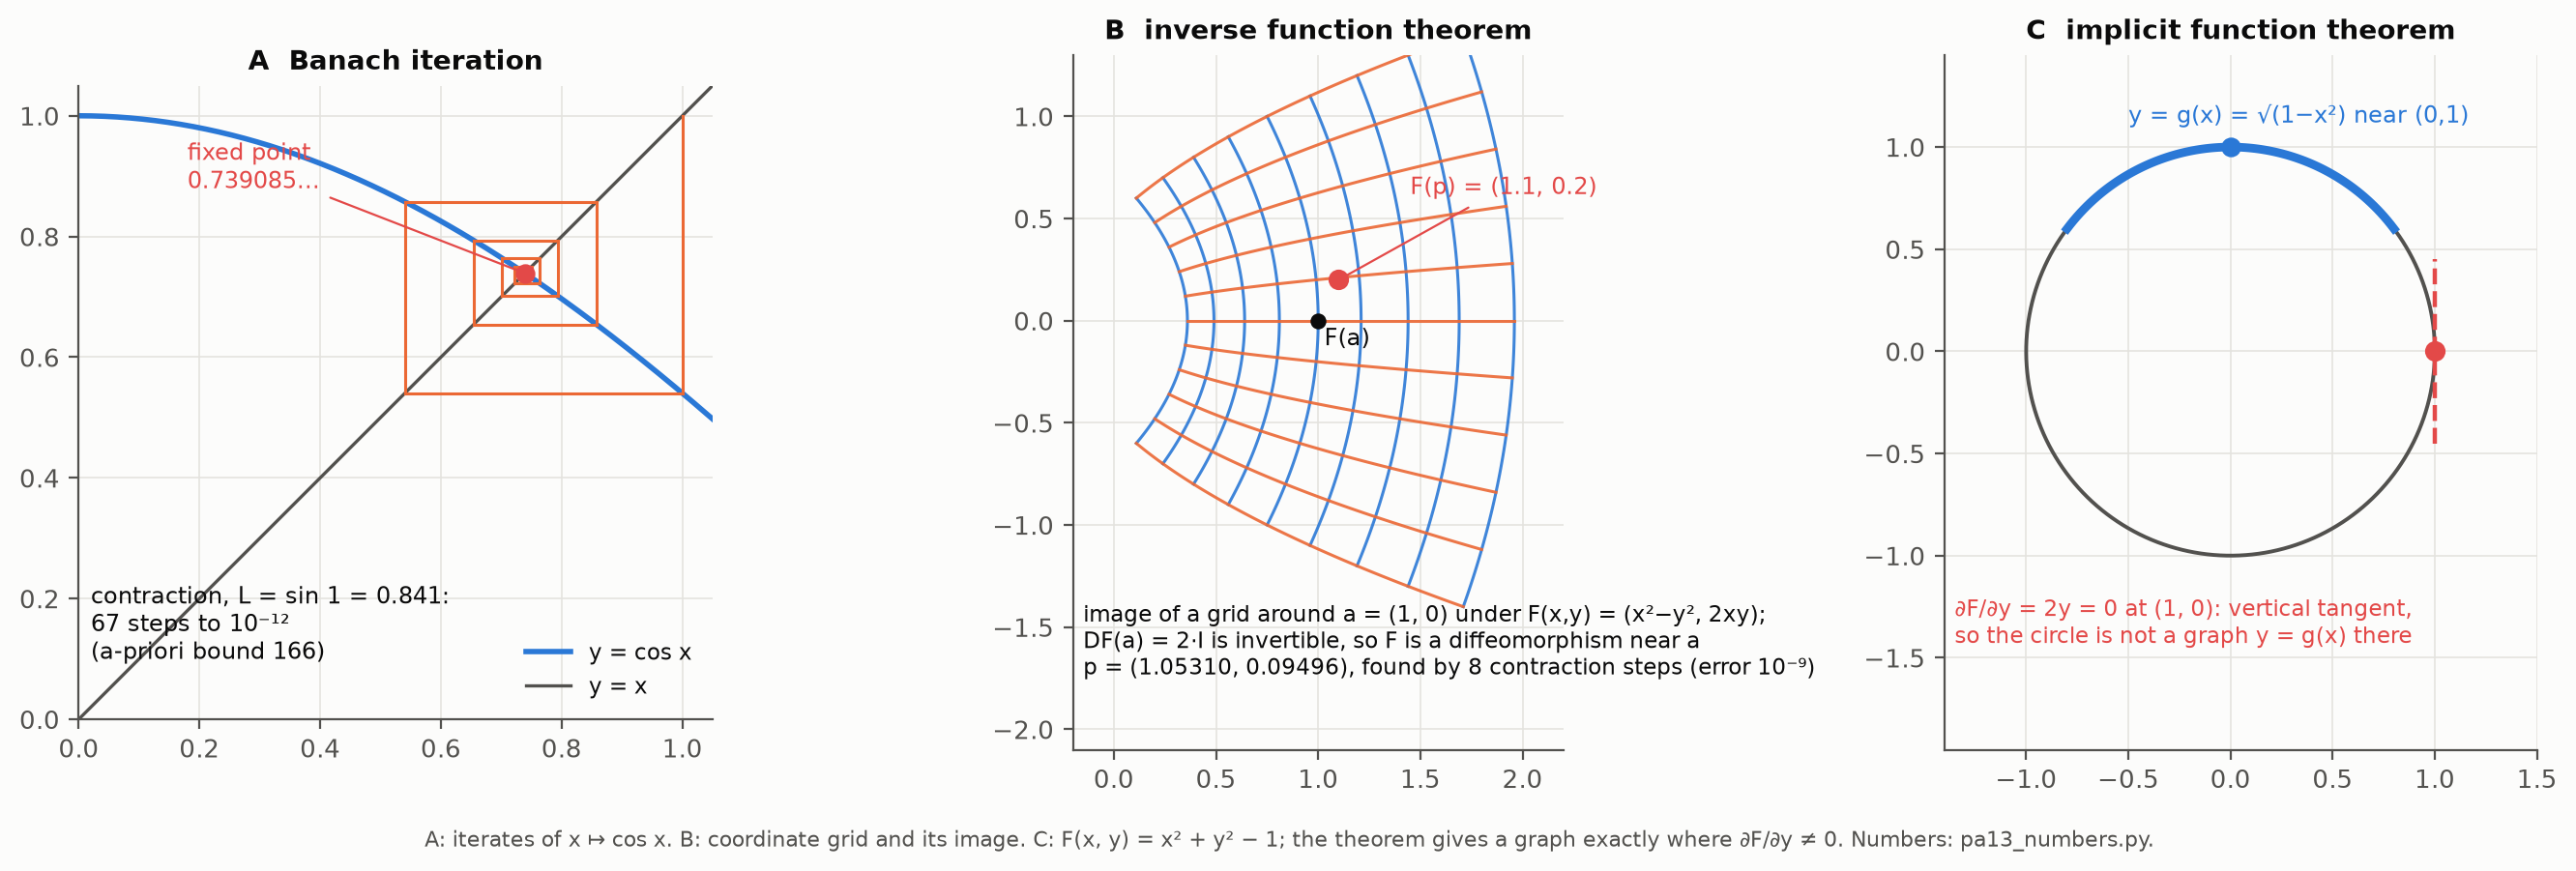 A  Banach iteration
1.0
0.8
0.6
0.4
0.2
0.0
fixed point
0.739085...
contraction, L = sin 1 = 0.841:
67 steps to 10⁻¹²
(a-priori bound 166)
y = cos x
y = x
0.0 0.2 0.4 0.6 0.8 1.0
B  inverse function theorem
1.0
0.5
0.0
−0.5
−1.0
−1.5
−2.0
F(p) = (1.1, 0.2)
F(a)
image of a grid around a = (1, 0) under F(x,y) = (x²−y², 2xy);
DF(a) = 2·I is invertible, so F is a diffeomorphism near a
p = (1.05310, 0.09496), found by 8 contraction steps (error 10⁻⁹)
0.0 0.5 1.0 1.5 2.0
C  implicit function theorem
y = g(x) = √(1−x²) near (0,1)
1.0
0.5
0.0
−0.5
−1.0
−1.5
∂F/∂y = 2y = 0 at (1, 0): vertical tangent,
so the circle is not a graph y = g(x) there
−1.0 −0.5 0.0 0.5 1.0 1.5
A: iterates of x ↦ cos x. B: coordinate grid and its image. C: F(x, y) = x² + y² − 1; the theorem gives a graph exactly where ∂F/∂y ≠ 0. Numbers: pa13_numbers.py.